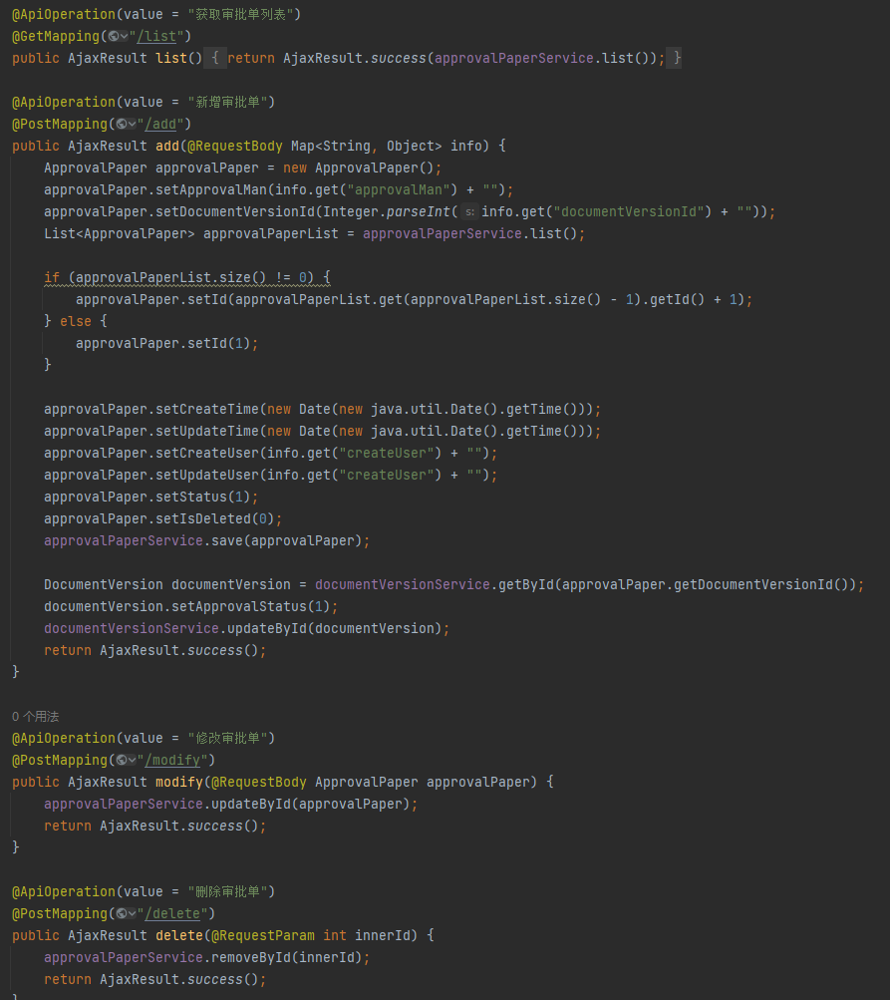 @ApiOperation(value = "获取审批单列表")
@GetMapping("/list")
public AjaxResult list() { return AjaxResult.success(approvalPaperService.list()); }
@ApiOperation(value = "新增审批单")
@PostMapping("/add")
public AjaxResult add(@RequestBody Map<String, Object> info) {
    ApprovalPaper approvalPaper = new ApprovalPaper();
    approvalPaper.setApprovalMan(info.get("approvalMan") + "");
    approvalPaper.setDocumentVersionId(Integer.parseInt( s: info.get("documentVersionId") + ""));
    List<ApprovalPaper> approvalPaperList = approvalPaperService.list();
    if (approvalPaperList.size() != 0) {
        approvalPaper.setId(approvalPaperList.get(approvalPaperList.size() - 1).getId() + 1);
    } else {
        approvalPaper.setId(1);
    }
    approvalPaper.setCreateTime(new Date(new java.util.Date().getTime()));
    approvalPaper.setUpdateTime(new Date(new java.util.Date().getTime()));
    approvalPaper.setCreateUser(info.get("createUser") + "");
    approvalPaper.setUpdateUser(info.get("createUser") + "");
    approvalPaper.setStatus(1);
    approvalPaper.setIsDeleted(0);
    approvalPaperService.save(approvalPaper);
    DocumentVersion documentVersion = documentVersionService.getById(approvalPaper.getDocumentVersionId());
    documentVersion.setApprovalStatus(1);
    documentVersionService.updateById(documentVersion);
    return AjaxResult.success();
}
0 个用法
@ApiOperation(value = "修改审批单")
@PostMapping("/modify")
public AjaxResult modify(@RequestBody ApprovalPaper approvalPaper) {
    approvalPaperService.updateById(approvalPaper);
    return AjaxResult.success();
}
@ApiOperation(value = "删除审批单")
@PostMapping("/delete")
public AjaxResult delete(@RequestParam int innerId) {
    approvalPaperService.removeById(innerId);
    return AjaxResult.success();
}